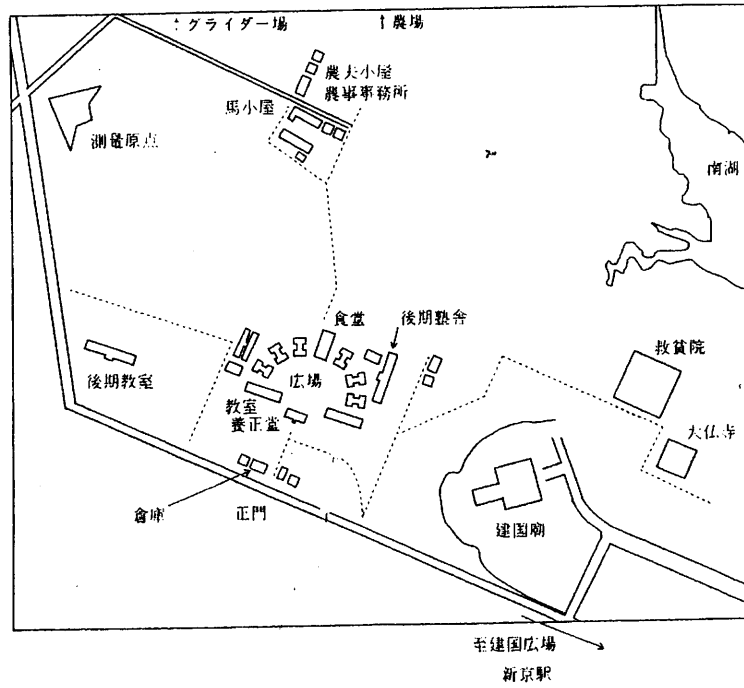 ↑グライダー場
↑農場
農夫小屋
農事事務所
馬小屋
測量原点
南湖
食堂
後期塾舎
救貧院
後期教室
広場
教室
養正堂
大仏寺
倉庫
正門
建国廟
至建国広場
新京駅